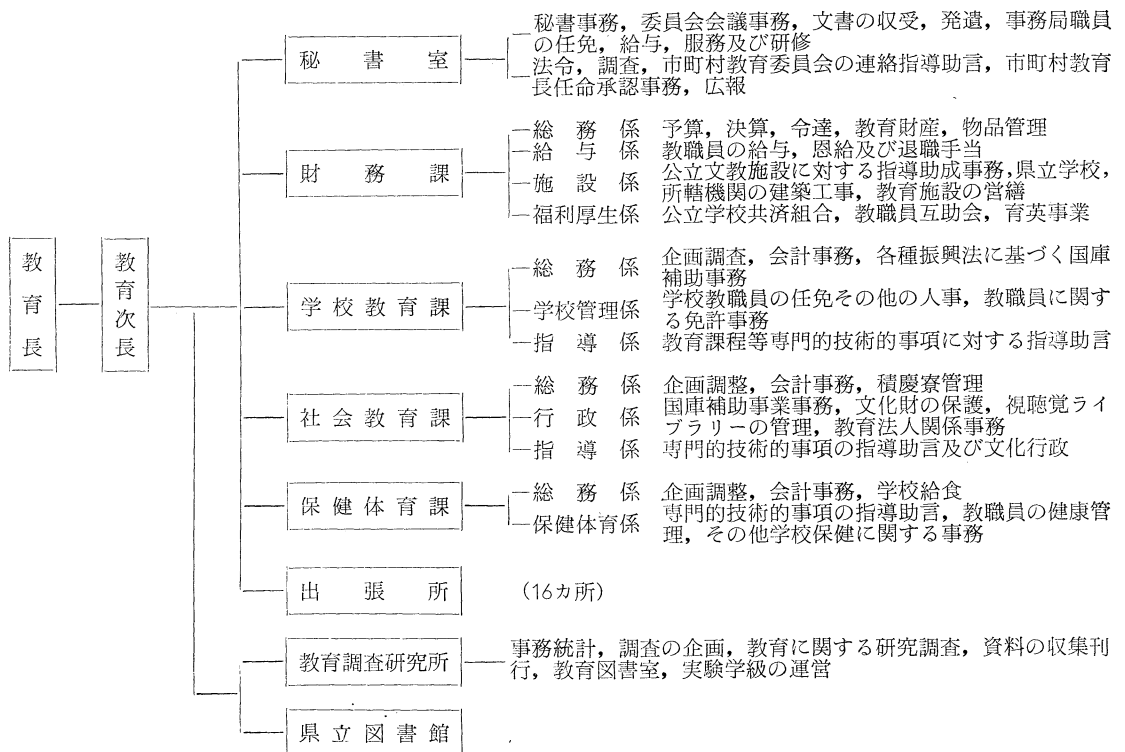 教育長
教育次長
秘書室
秘書事務，委員会会議事務，文書の収受，発遺，事務局職員
の任免，給与，服務及び研修
法令，調査，市町村教育委員会の連絡指導助言，市町村教育
長任命承認事務，広報
財務課
総務係　予算，決算，令達，教育財産，物品管理
給与係　教職員の給与，恩給及び退職手当
施設係　公立文教施設に対する指導助成事務，県立学校，
所轄機関の建築工事，教育施設の営繕
福利厚生係　公立学校共済組合，教職員互助会，育英事業
学校教育課
総務係　企画調査，会計事務，各種振興法に基づく国庫
補助事務
学校管理係　学校教職員の任免その他の人事，教職員に関す
る免許事務
指導係　教育課程等専門的技術的事項に対する指導助言
社会教育課
総務係　企画調整，会計事務，積慶寮管理
行政係　国庫補助事業事務，文化財の保護，視聴覚ライ
ブラリーの管理，教育法人関係事務
指導係　専門的技術的事項の指導助言及び文化行政
保健体育課
総務係　企画調整，会計事務，学校給食
保健体育係　専門的技術的事項の指導助言，教職員の健康管
理，その他学校保健に関する事務
出張所　（16カ所）
教育調査研究所
事務統計，調査の企画，教育に関する研究調査，資料の収集刊
行，教育図書室，実験学級の運営
県立図書館